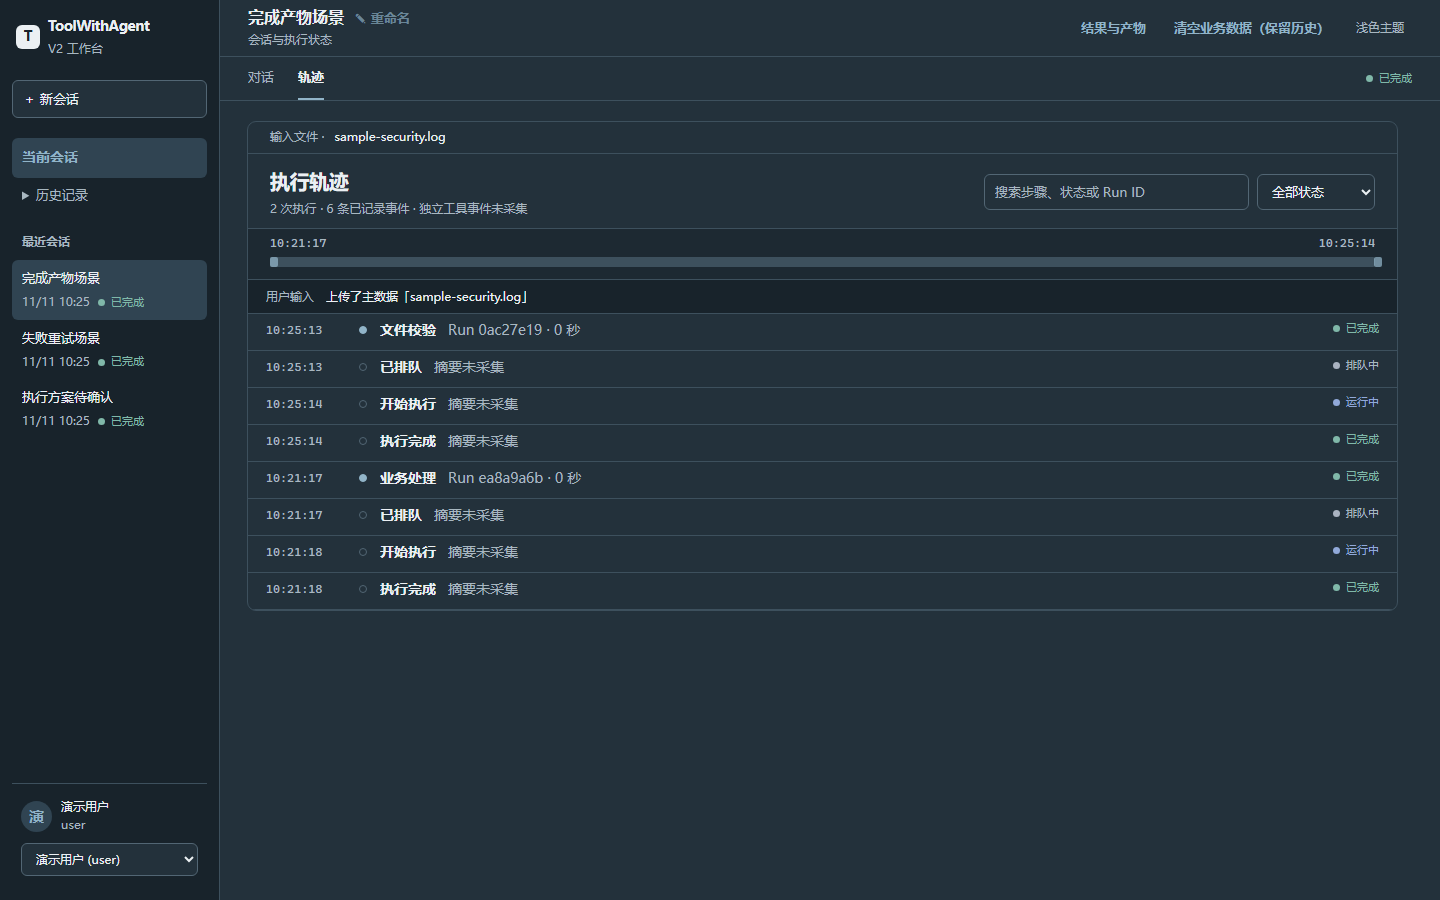 T
ToolWithAgent
V2 工作台
+ 新会话
当前会话
▶ 历史记录
最近会话
完成产物场景
11/11 10:25 已完成
失败重试场景
11/11 10:25 已完成
执行方案待确认
11/11 10:25 已完成
演
演示用户
user
演示用户 (user)
完成产物场景 重命名
会话与执行状态
结果与产物 清空业务数据（保留历史） 浅色主题
对话 轨迹 已完成
输入文件 · sample-security.log
执行轨迹
2 次执行 · 6 条已记录事件 · 独立工具事件未采集
搜索步骤、状态或 Run ID 全部状态
10:21:17 10:25:14
用户输入 上传了主数据「sample-security.log」
10:25:13 文件校验 Run 0ac27e19 · 0 秒 已完成
10:25:13 已排队 摘要未采集 排队中
10:25:14 开始执行 摘要未采集 运行中
10:25:14 执行完成 摘要未采集 已完成
10:21:17 业务处理 Run ea8a9a6b · 0 秒 已完成
10:21:17 已排队 摘要未采集 排队中
10:21:18 开始执行 摘要未采集 运行中
10:21:18 执行完成 摘要未采集 已完成